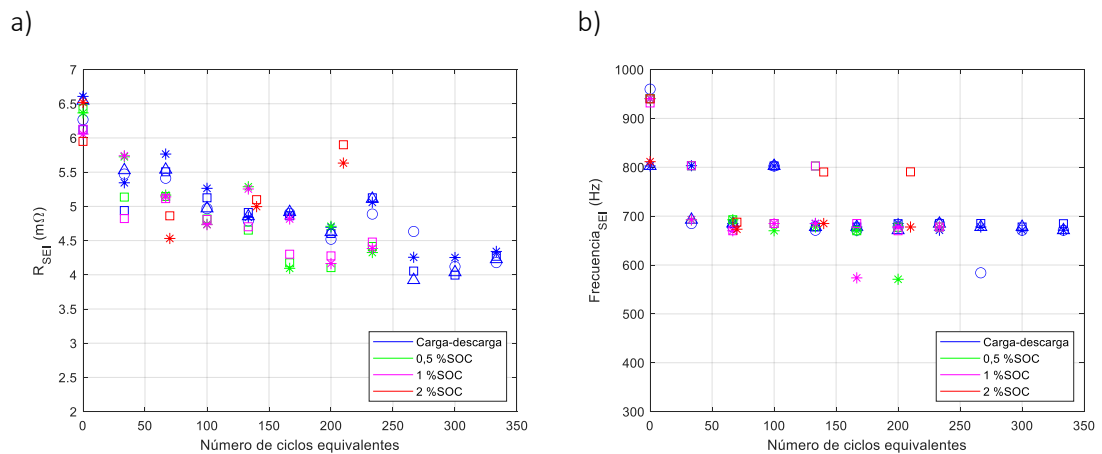 a)
b)
7
6.5
6
5.5
5
4.5
4
3.5
3
2.5
2
R_SEI (mΩ)
0 50 100 150 200 250 300 350
Número de ciclos equivalentes
Carga-descarga
0,5 %SOC
1 %SOC
2 %SOC
1000
900
800
700
600
500
400
300
Frecuencia_SEI (Hz)
0 50 100 150 200 250 300 350
Número de ciclos equivalentes
Carga-descarga
0,5 %SOC
1 %SOC
2 %SOC